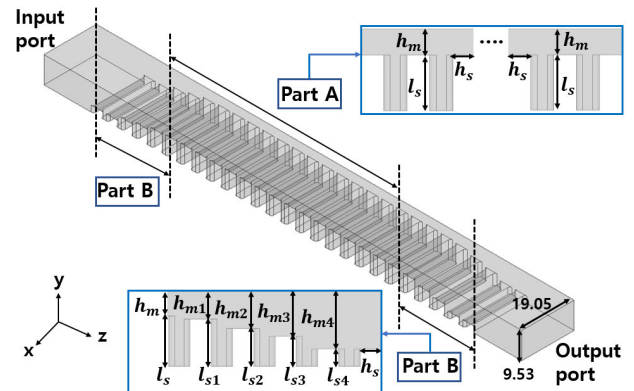 Input
port
h_m .... h_m
l_s h_s h_s l_s
Part A
Part B
y
x z
h_m h_m1 h_m2 h_m3 h_m4
l_s l_s1 l_s2 l_s3 l_s4 h_s
Part B
19.05
9.53
Output
port